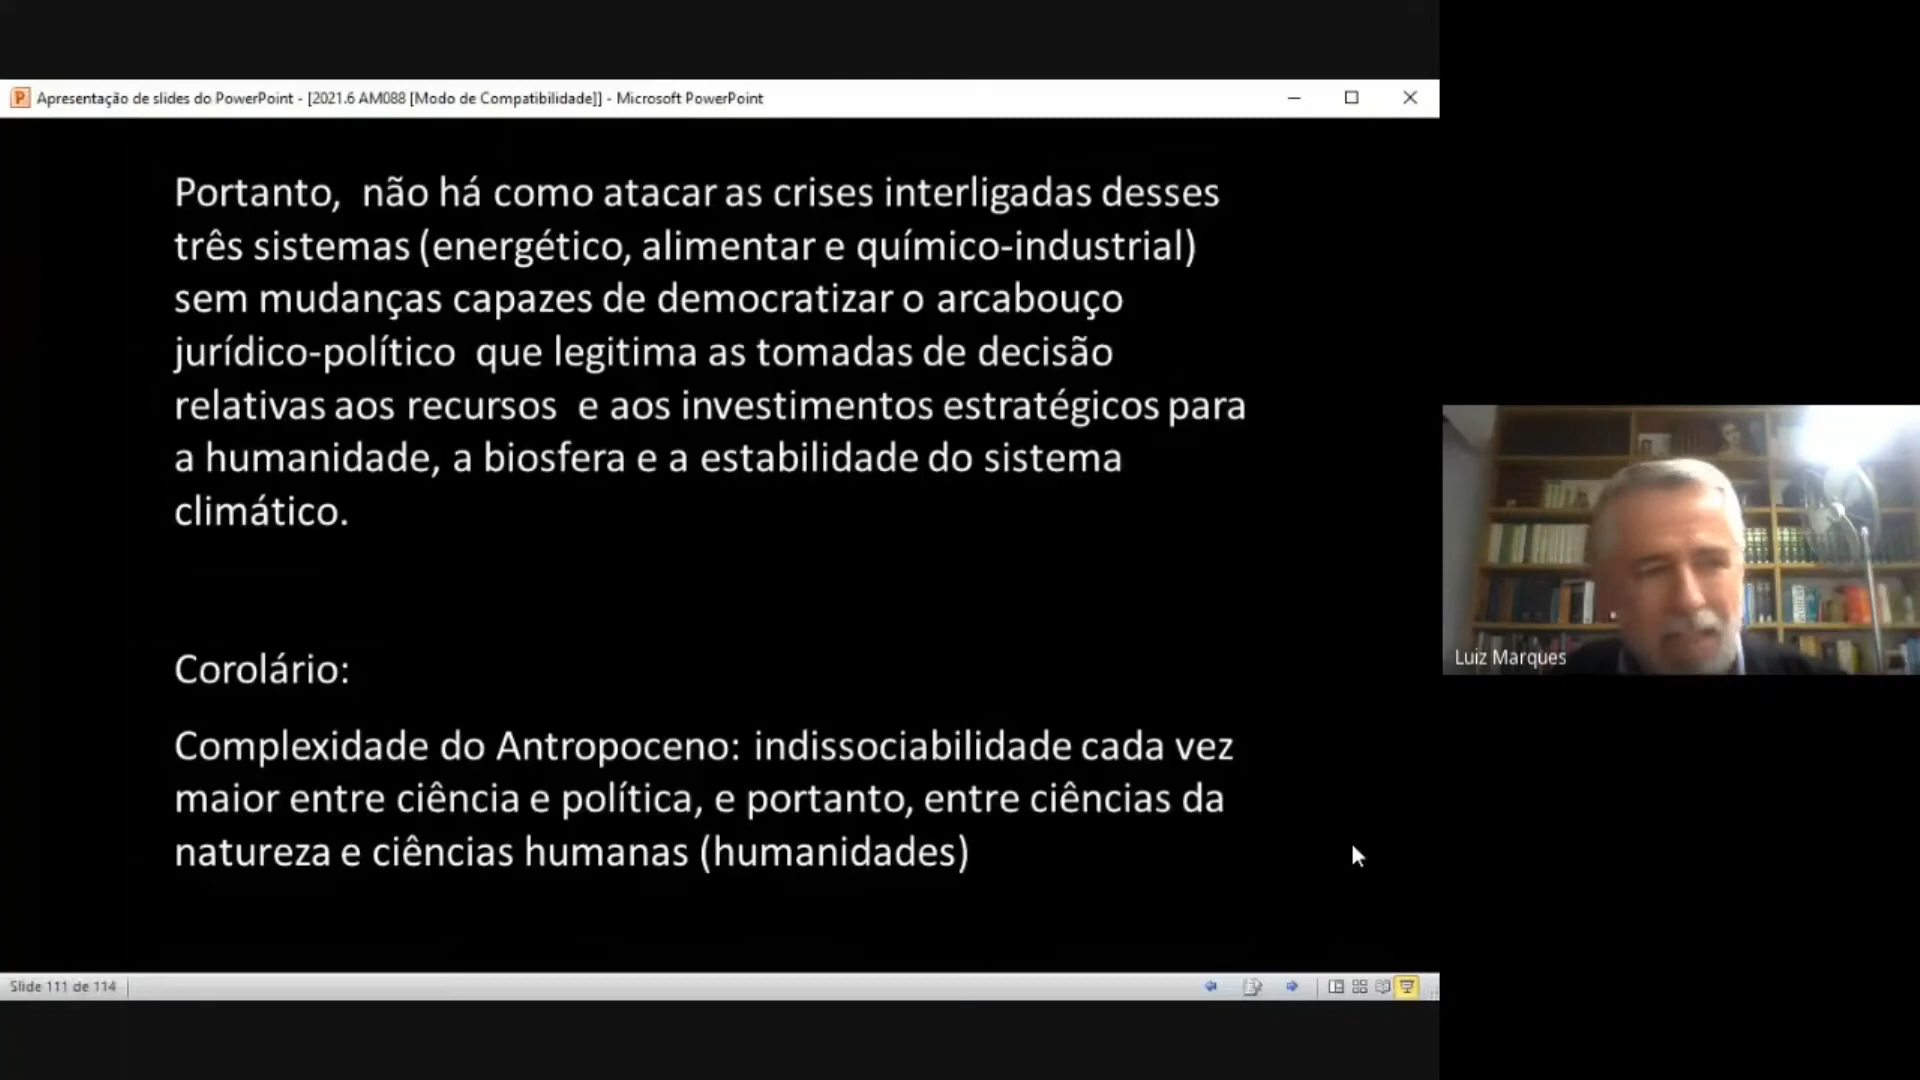 Apresentação de slides do PowerPoint - [2021.6 AM088 [Modo de Compatibilidade]] - Microsoft PowerPoint
Portanto, não há como atacar as crises interligadas desses
três sistemas (energético, alimentar e químico-industrial)
sem mudanças capazes de democratizar o arcabouço
jurídico-político que legitima as tomadas de decisão
relativas aos recursos e aos investimentos estratégicos para
a humanidade, a biosfera e a estabilidade do sistema
climático.
Corolário:
Complexidade do Antropoceno: indissociabilidade cada vez
maior entre ciência e política, e portanto, entre ciências da
natureza e ciências humanas (humanidades)
Luiz Marques
Slide 111 de 114